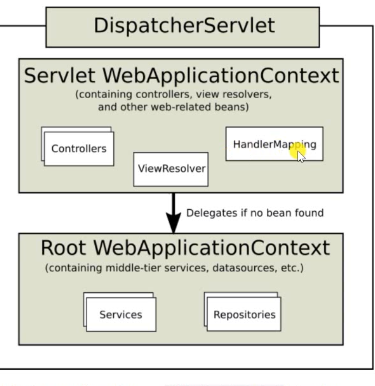 DispatcherServlet
Servlet WebApplicationContext
(containing controllers, view resolvers,
and other web-related beans)
Controllers
ViewResolver
HandlerMapping
Delegates if no bean found
Root WebApplicationContext
(containing middle-tier services, datasources, etc.)
Services
Repositories